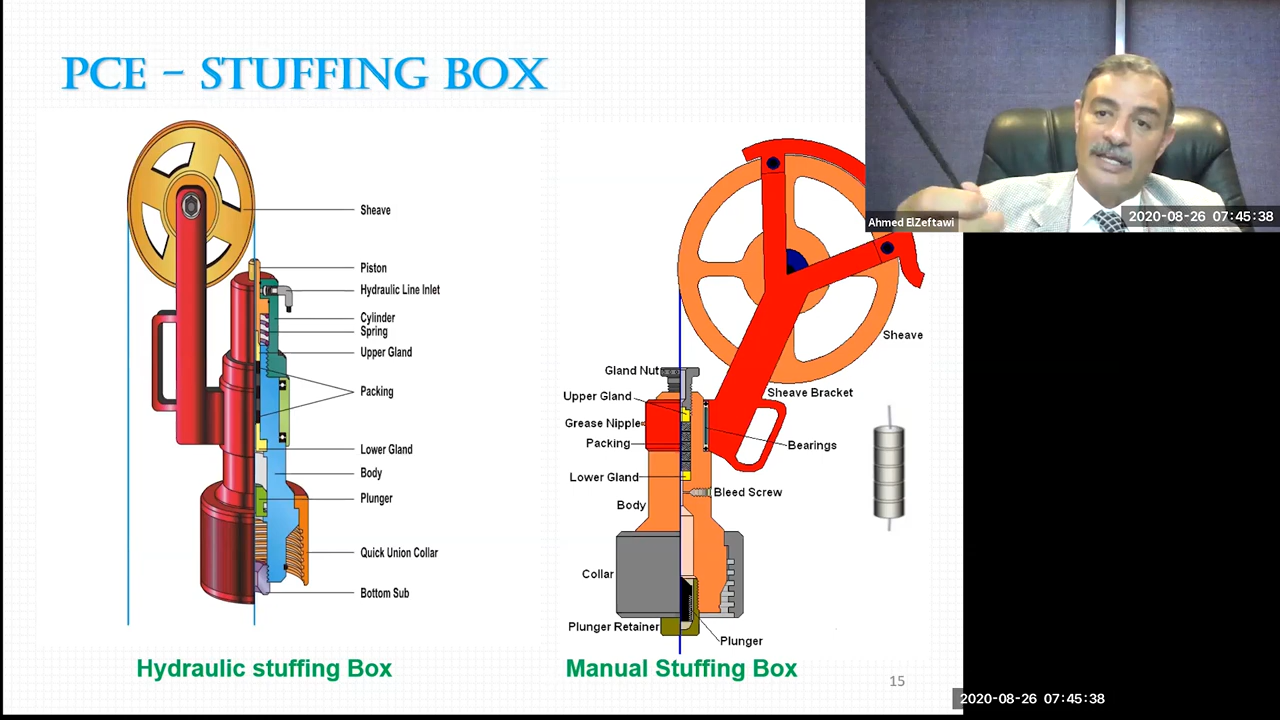 PCE – STUFFING BOX
Sheave
Piston
Hydraulic Line Inlet
Cylinder
Spring
Upper Gland
Packing
Lower Gland
Body
Plunger
Quick Union Collar
Bottom Sub
Hydraulic stuffing Box
Sheave
Gland Nut
Sheave Bracket
Upper Gland
Grease Nipple
Packing
Bearings
Lower Gland
Bleed Screw
Body
Collar
Plunger Retainer
Plunger
Manual Stuffing Box
15
Ahmed ElZeftawi
2020-08-26 07:45:38
2020-08-26 07:45:38